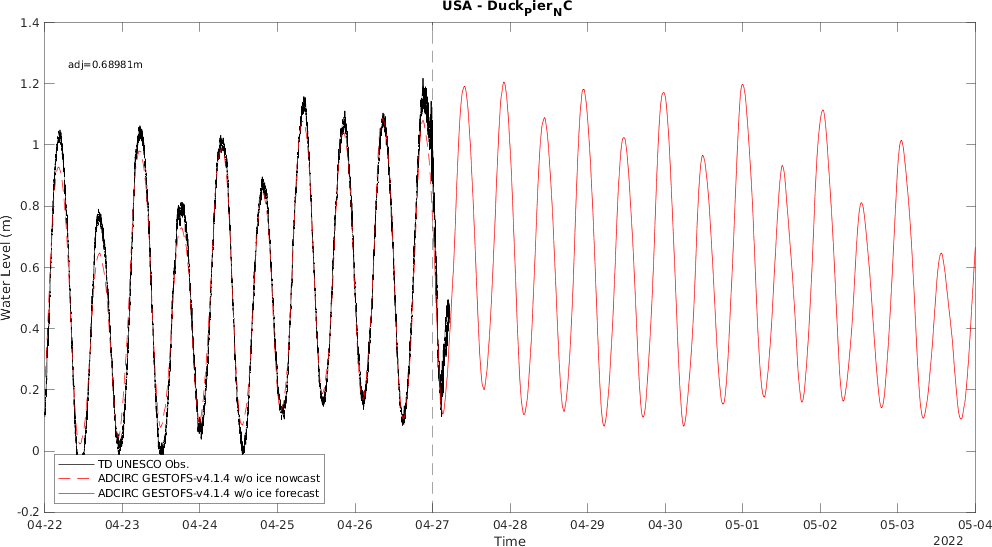 USA - DuckPierNC
1.4
1.2
1
0.8
0.6
0.4
0.2
0
-0.2
Water Level (m)
adj=0.68981m
TD UNESCO Obs.
ADCIRC GESTOFS-v4.1.4 w/o ice nowcast
ADCIRC GESTOFS-v4.1.4 w/o ice forecast
04-22 04-23 04-24 04-25 04-26 04-27 04-28 04-29 04-30 05-01 05-02 05-03 05-04
Time
2022